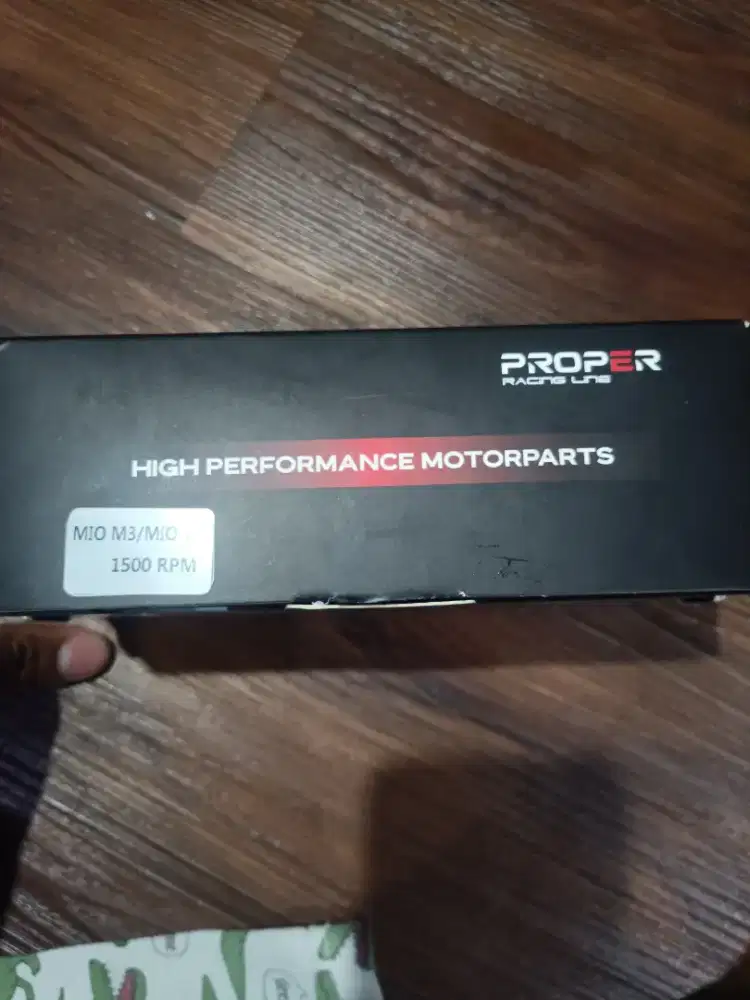 PROPER
RACING LINE
HIGH PERFORMANCE MOTORPARTS
MIO M3/MIO
1500 RPM